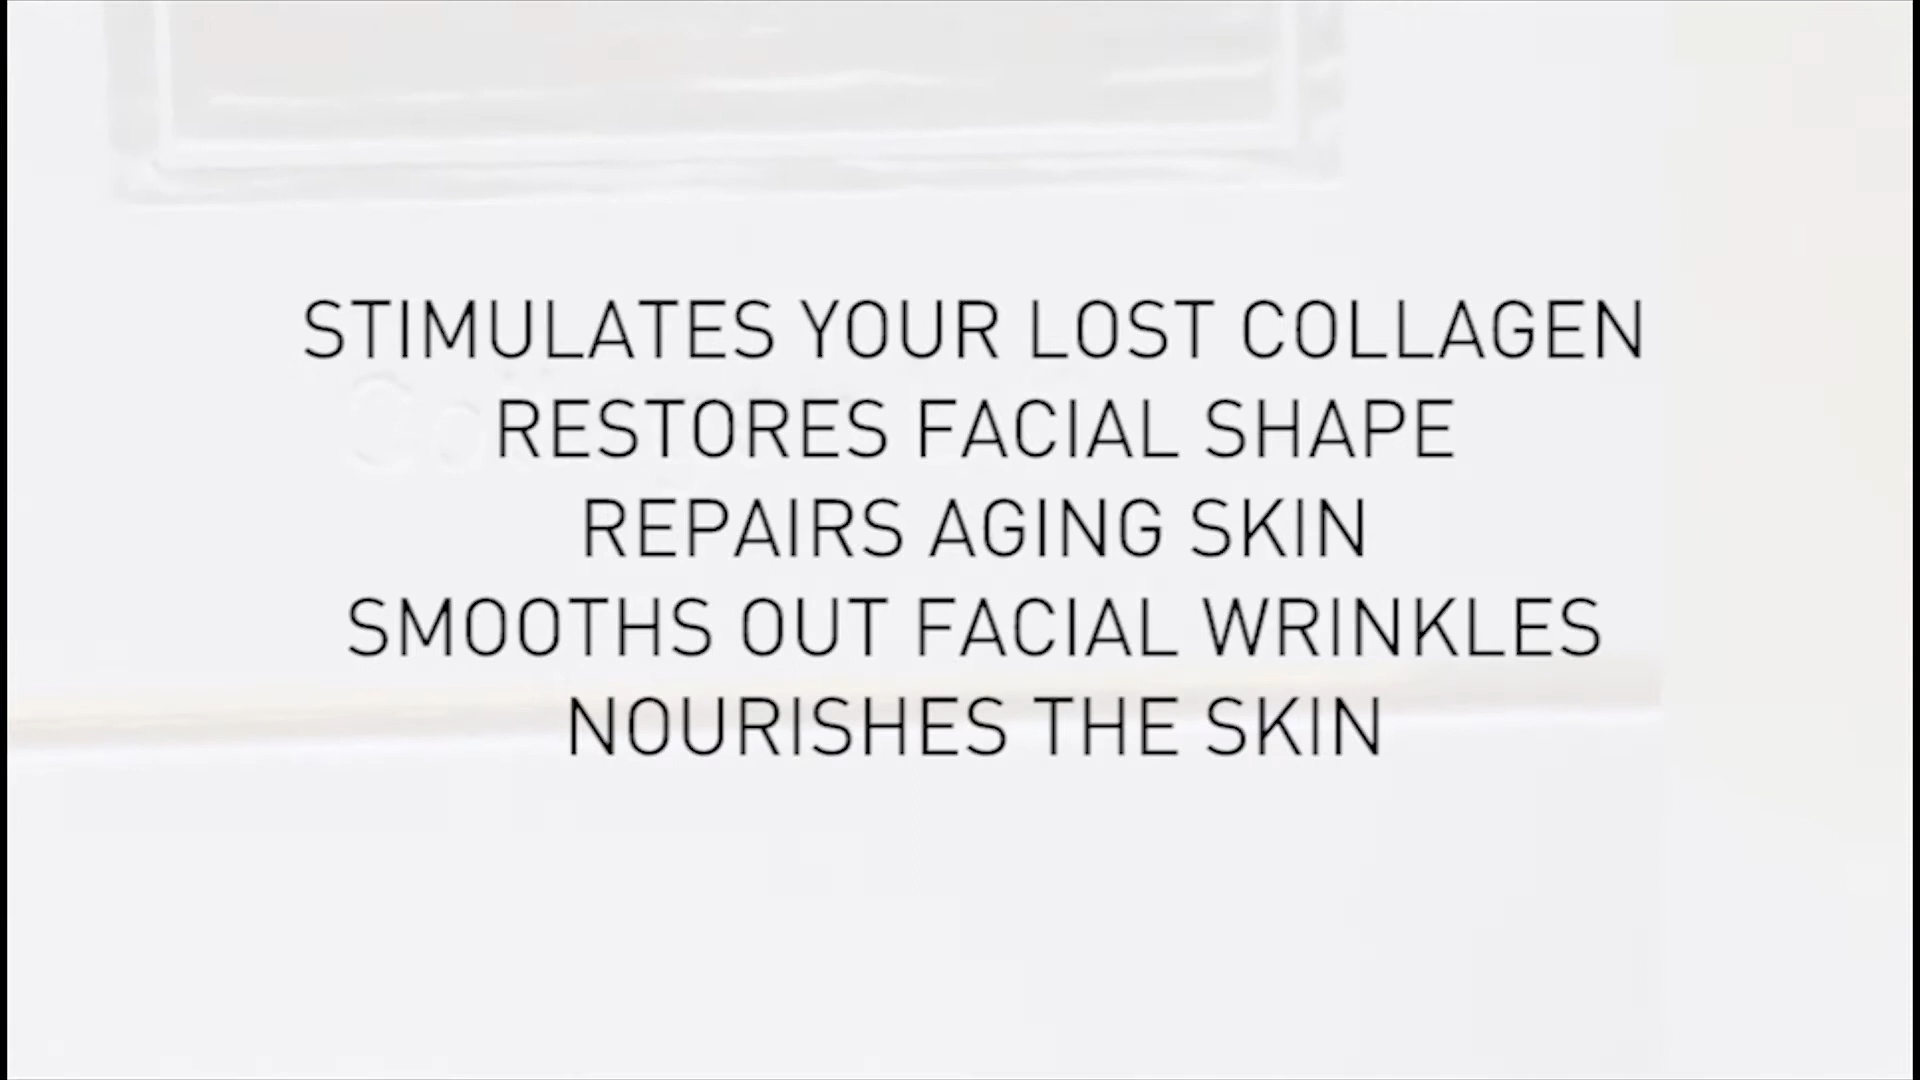 STIMULATES YOUR LOST COLLAGEN
RESTORES FACIAL SHAPE
REPAIRS AGING SKIN
SMOOTHS OUT FACIAL WRINKLES
NOURISHES THE SKIN